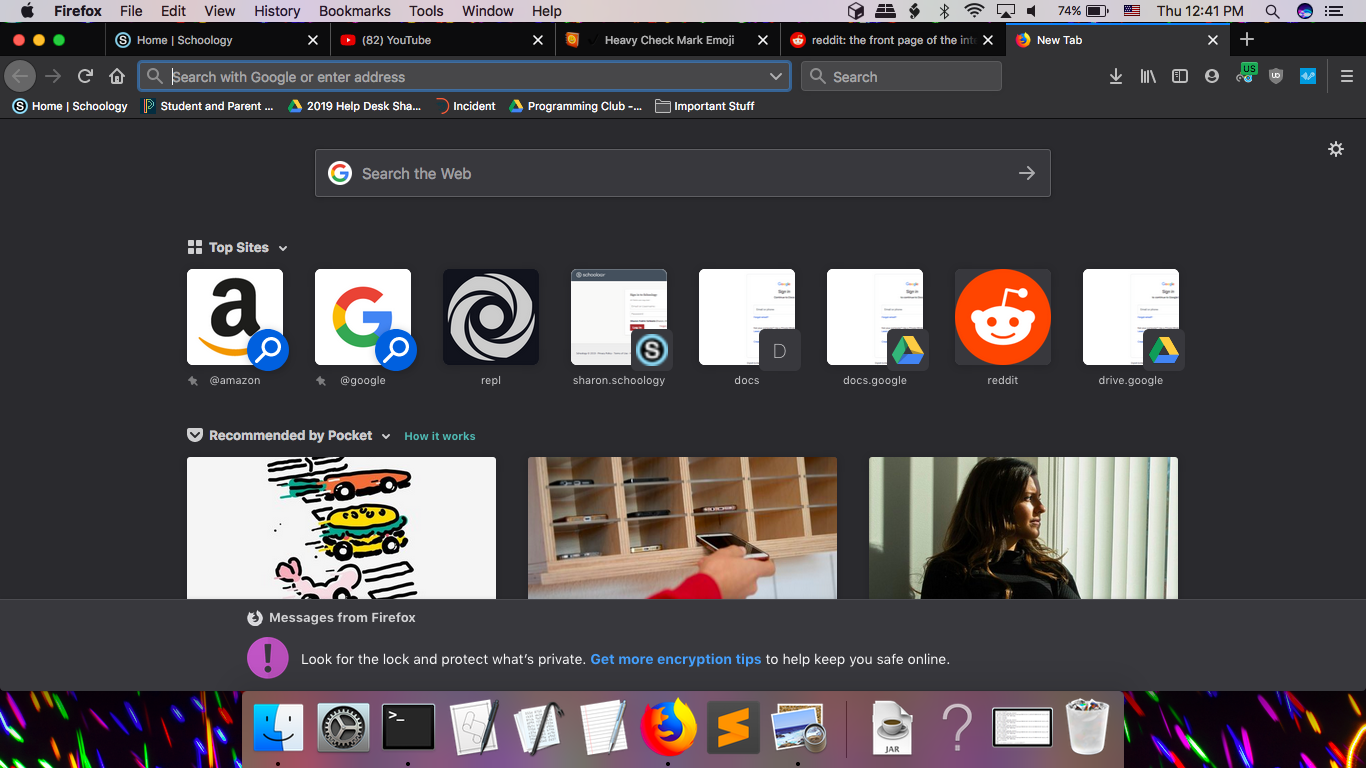 Firefox File Edit View History Bookmarks Tools Window Help 74% Thu 12:41 PM
Home | Schoology (82) YouTube Heavy Check Mark Emoji reddit: the front page of the inte New Tab
Search with Google or enter address Search US
Home | Schoology Student and Parent ... 2019 Help Desk Sha... Incident Programming Club -... Important Stuff
Search the Web
Top Sites
@amazon @google repl sharon.schoology docs docs.google reddit drive.google
Recommended by Pocket How it works
Messages from Firefox
Look for the lock and protect what's private. Get more encryption tips to help keep you safe online.
JAR